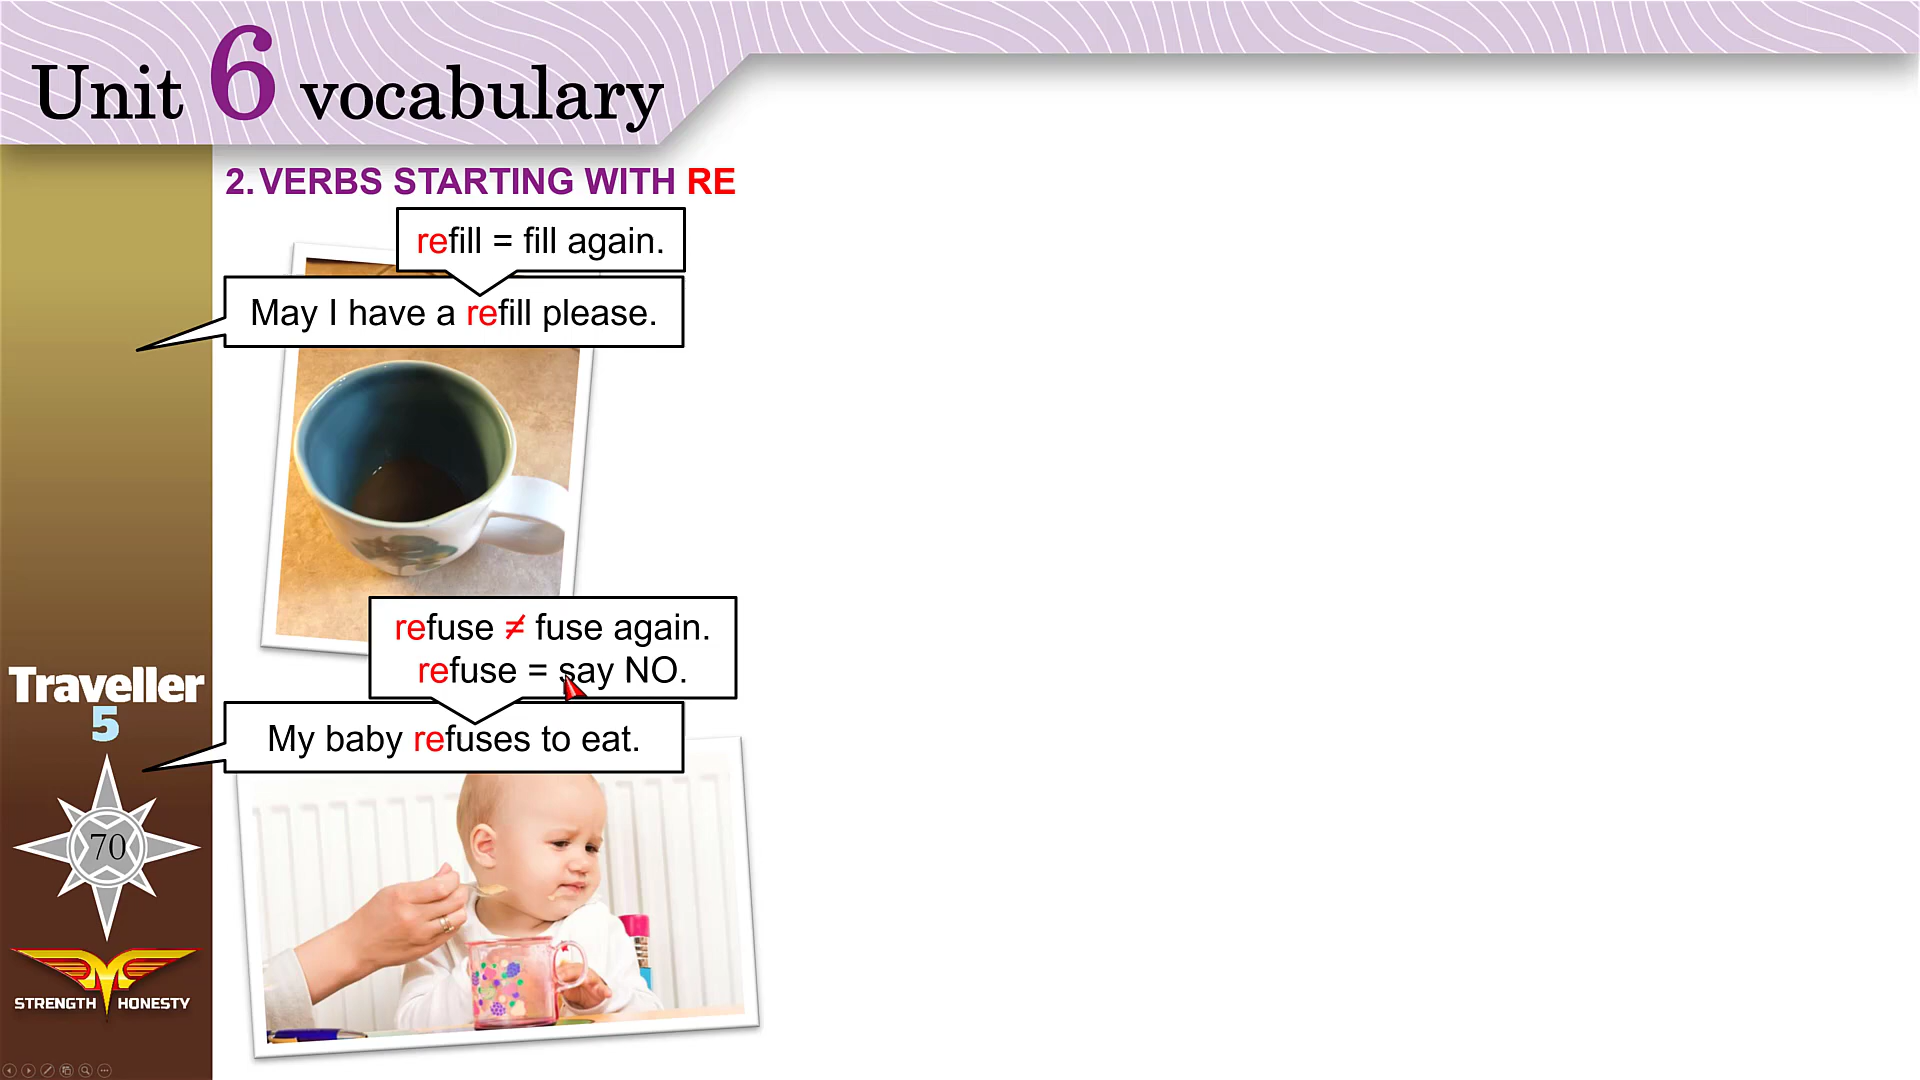 Unit 6 vocabulary
2. VERBS STARTING WITH RE
refill = fill again.
May I have a refill please.
refuse ≠ fuse again.
refuse = say NO.
My baby refuses to eat.
Traveller
5
70
STRENGTH HONESTY